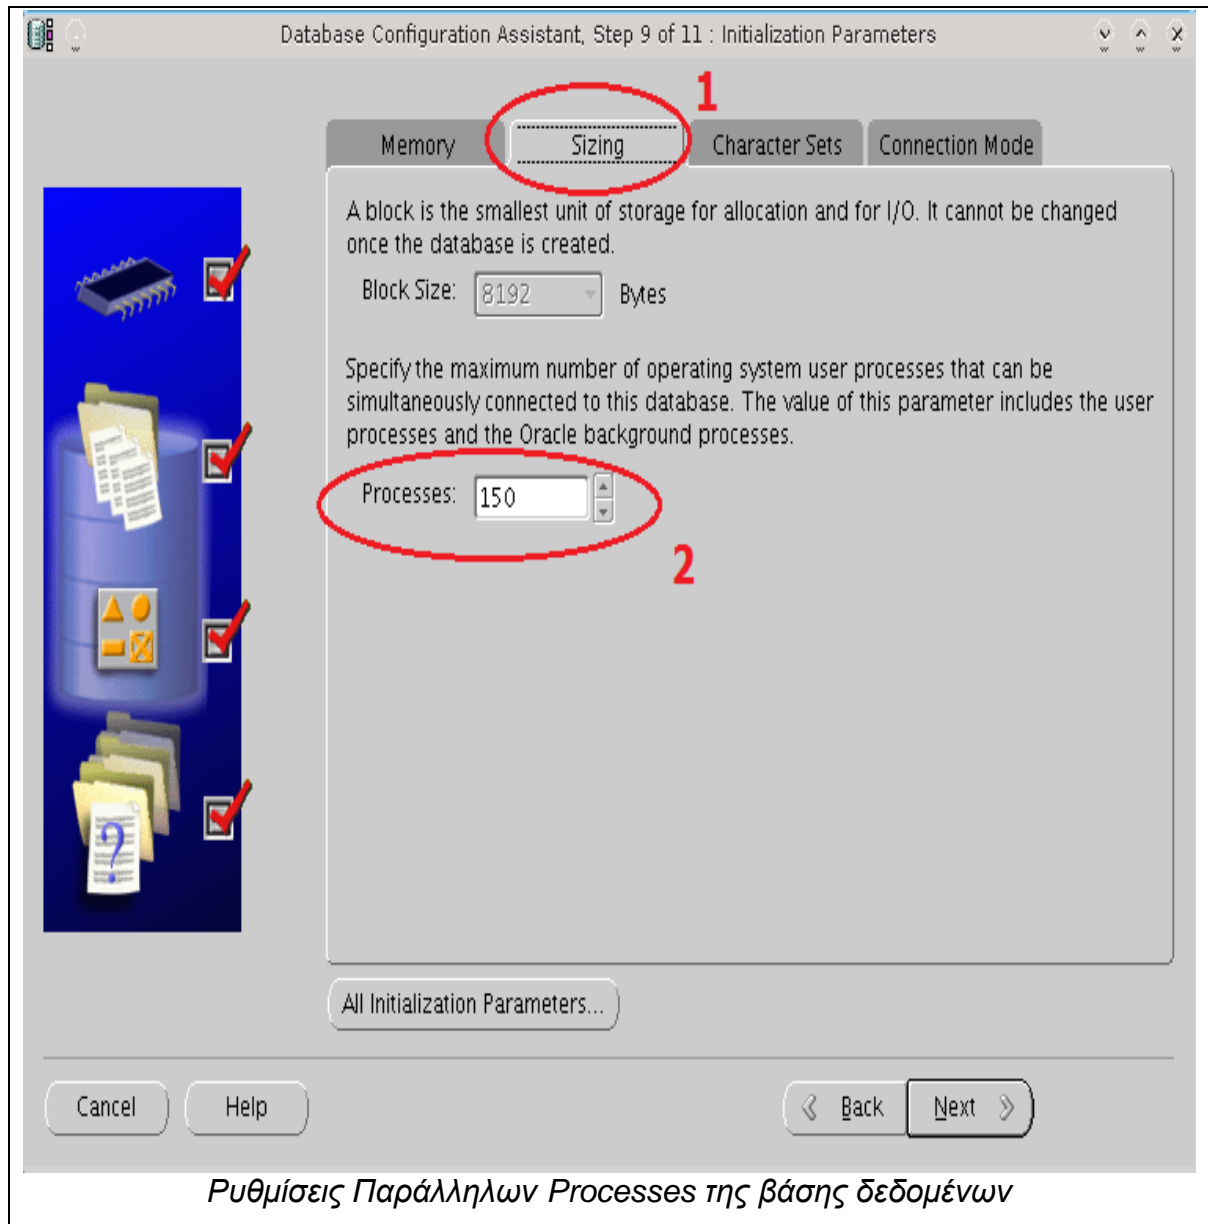 Database Configuration Assistant, Step 9 of 11 : Initialization Parameters
1
Memory
Sizing
Character Sets
Connection Mode
A block is the smallest unit of storage for allocation and for I/O. It cannot be changed
once the database is created.
Block Size: 8192 Bytes
Specify the maximum number of operating system user processes that can be
simultaneously connected to this database. The value of this parameter includes the user
processes and the Oracle background processes.
Processes: 150
2
?
All Initialization Parameters...
Cancel
Help
Back
Next
Ρυθμίσεις Παράλληλων Processes της βάσης δεδομένων